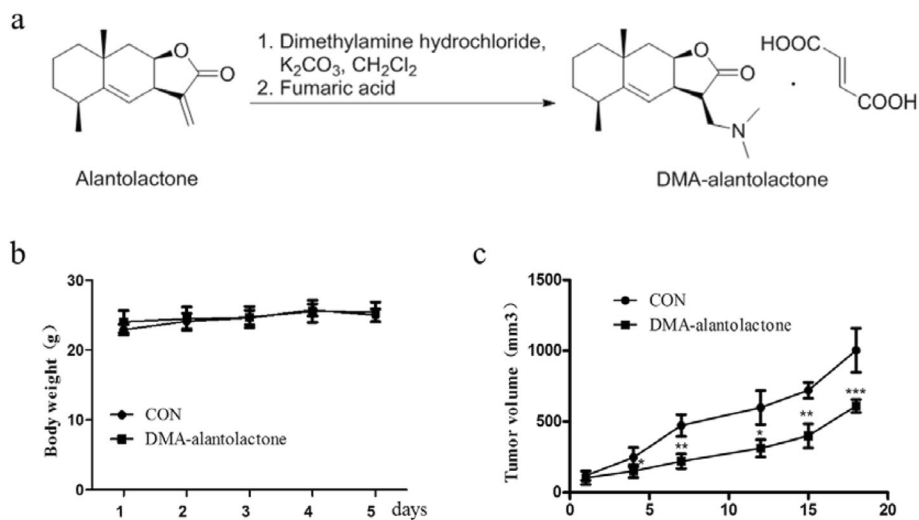 a
1. Dimethylamine hydrochloride,
K2CO3, CH2Cl2
2. Fumaric acid
O
O
Alantolactone
O
O
N
HOOC
COOH
DMA-alantolactone
b
Body weight (g)
30
20
10
0
CON
DMA-alantolactone
1 2 3 4 5 days
c
Tumor volume (mm3)
1500
1000
500
0
CON
DMA-alantolactone
* ** * ** ***
0 5 10 15 20